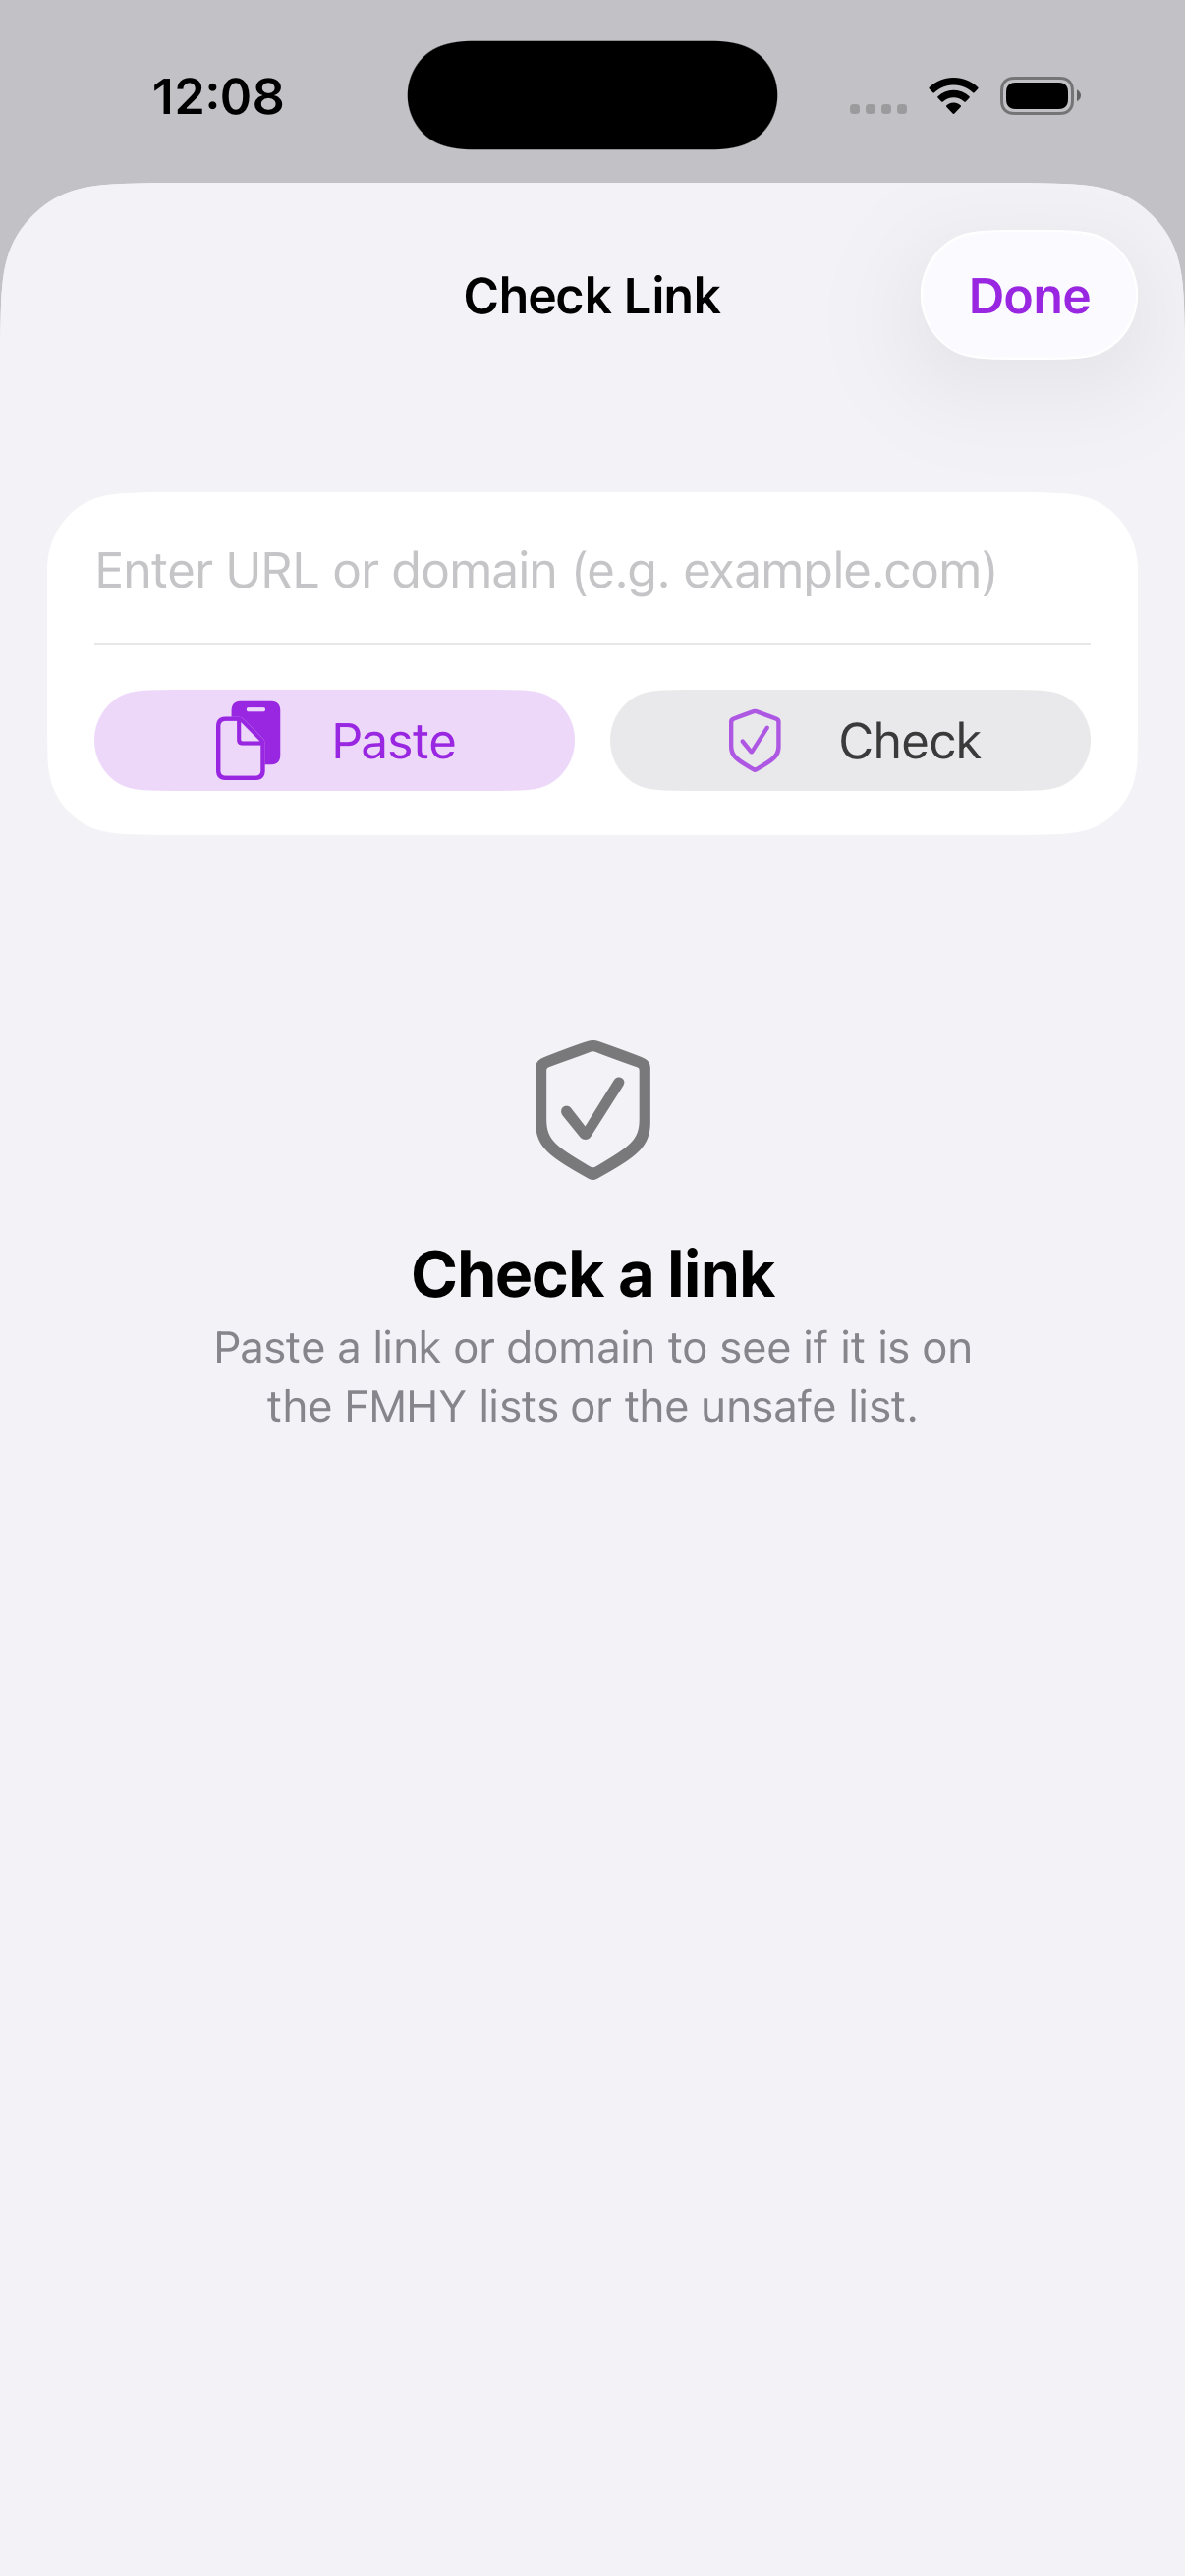 12:08
Check Link
Done
Enter URL or domain (e.g. example.com)
Paste
Check
Check a link
Paste a link or domain to see if it is on
the FMHY lists or the unsafe list.